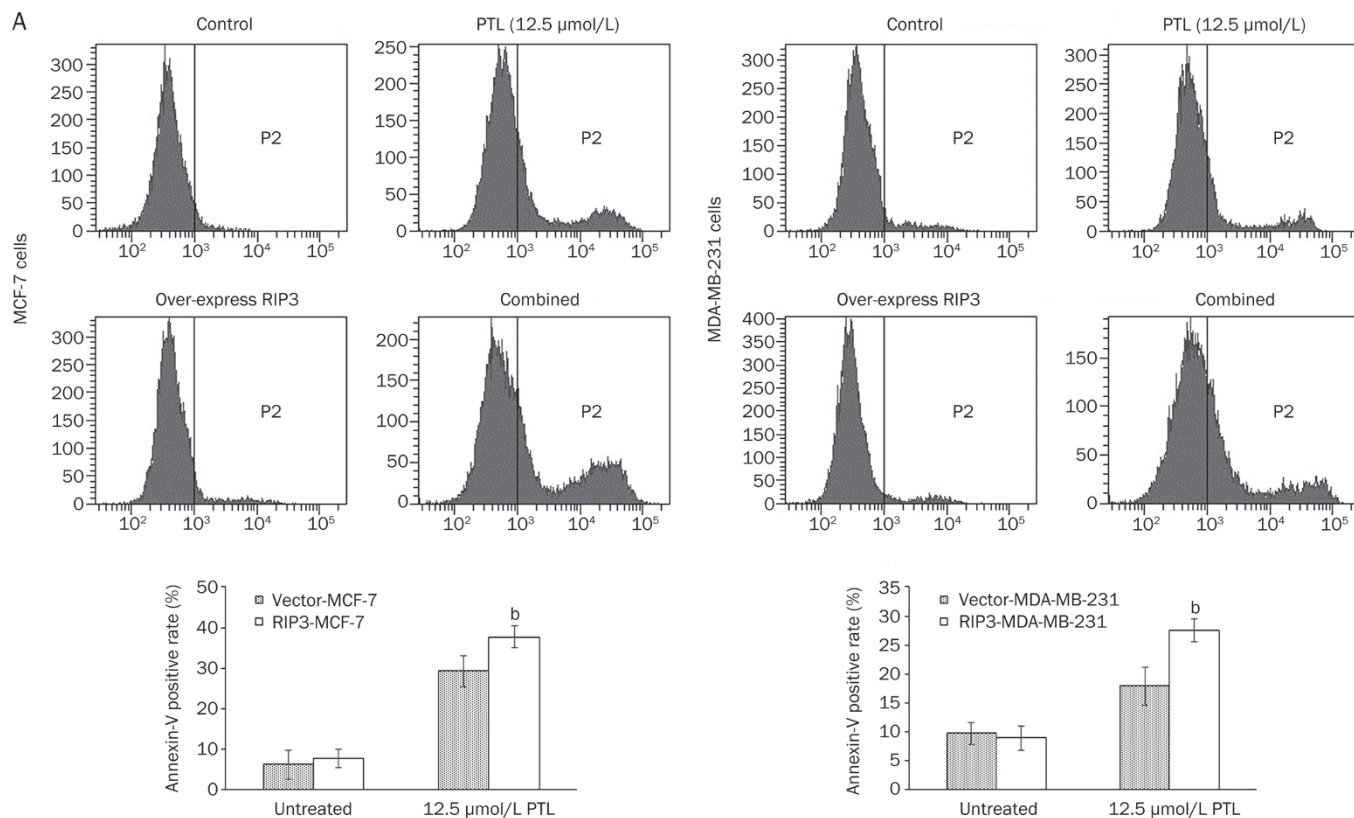 A
Control
PTL (12.5 μmol/L)
Control
PTL (12.5 μmol/L)
MCF-7 cells
300
250
200
150
100
50
0
P2
10² 10³ 10⁴ 10⁵
250
200
150
100
50
0
P2
10² 10³ 10⁴ 10⁵
MDA-MB-231 cells
300
250
200
150
100
50
0
P2
10² 10³ 10⁴ 10⁵
300
250
200
150
100
50
0
P2
10² 10³ 10⁴ 10⁵
Over-express RIP3
Combined
Over-express RIP3
Combined
300
250
200
150
100
50
0
P2
10² 10³ 10⁴ 10⁵
200
150
100
50
0
P2
10² 10³ 10⁴ 10⁵
400
350
300
250
200
150
100
50
0
P2
10² 10³ 10⁴ 10⁵
150
100
50
0
P2
10² 10³ 10⁴ 10⁵
Annexin-V positive rate (%)
50
40
30
20
10
0
Vector-MCF-7
RIP3-MCF-7
b
Untreated
12.5 μmol/L PTL
Annexin-V positive rate (%)
35
30
25
20
15
10
5
0
Vector-MDA-MB-231
RIP3-MDA-MB-231
b
Untreated
12.5 μmol/L PTL